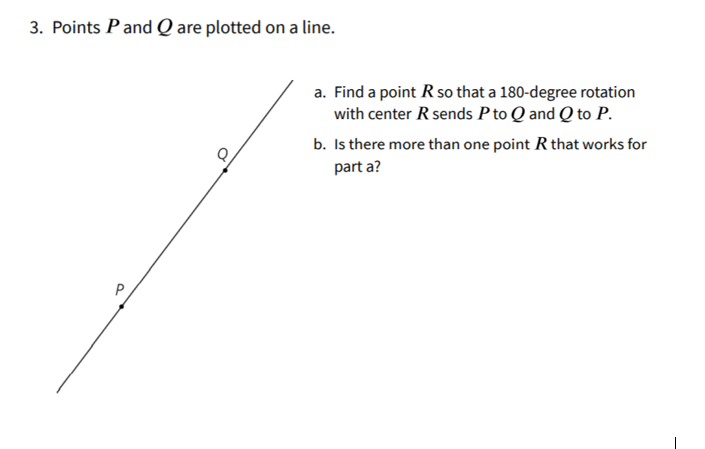 3. Points P and Q are plotted on a line.
a. Find a point R so that a 180-degree rotation
with center R sends P to Q and Q to P.
b. Is there more than one point R that works for
part a?
Q
P